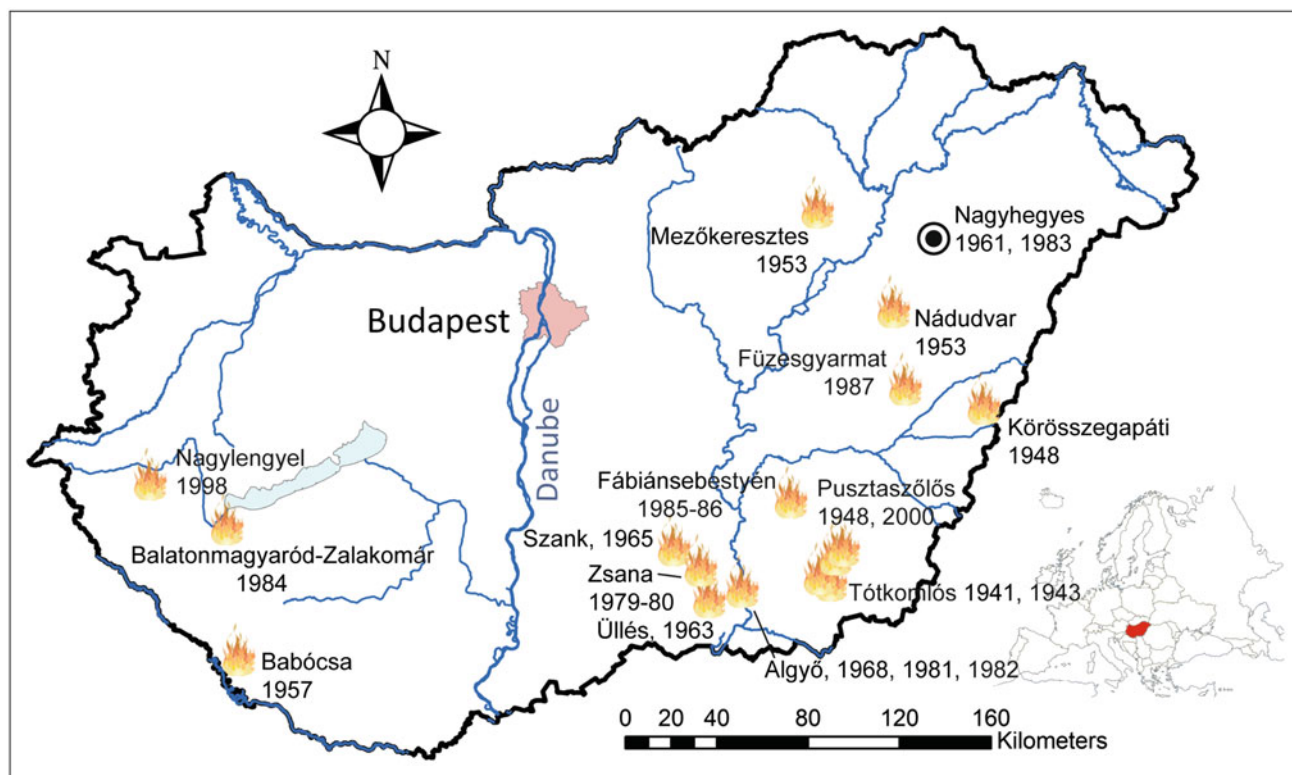 N
Nagyhegyes
1961, 1983
Mezőkeresztes
1953
Budapest
Nádudvar
1953
Füzesgyarmat
1987
Danube
Körösszegapáti
1948
Nagylengyel
1998
Fábiánsebestyén
1985-86
Pusztaszőlős
1948, 2000
Szank, 1965
Balatonmagyaród-Zalakomár
1984
Zsana
1979-80
Tótkomlós 1941, 1943
Üllés, 1963
Babócsa
1957
Algyő, 1968, 1981, 1982
0 20 40 80 120 160
Kilometers